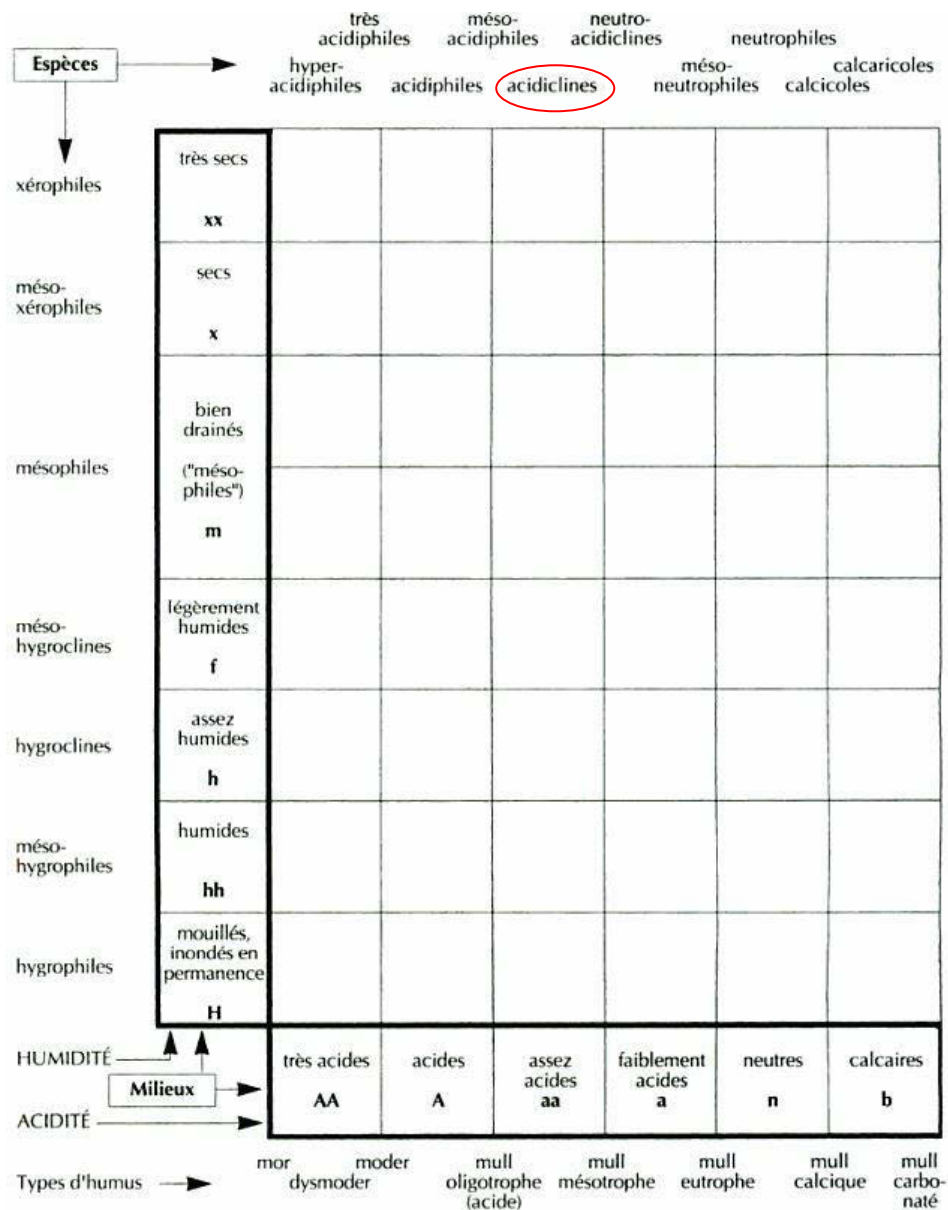 très
acidiphiles
méso-
acidiphiles
neutro-
acidiclines
neutrophiles
Espèces
hyper-
acidiphiles
acidiphiles
acidiclines
méso-
neutrophiles
calcicoles
calcaricoles
xérophiles
très secs
xx
méso-
xérophiles
secs
x
mésophiles
bien
drainés
("méso-
philes")
m
méso-
hygroclines
légèrement
humides
f
hygroclines
assez
humides
h
méso-
hygrophiles
humides
hh
hygrophiles
mouillés,
inondés en
permanence
H
HUMIDITÉ
Milieux
ACIDITÉ
très acides
AA
acides
A
assez
acides
aa
faiblement
acides
a
neutres
n
calcaires
b
Types d'humus
mor
dysmoder
moder
mull
oligotrophe
(acide)
mull
mésotrophe
mull
eutrophe
mull
calcique
mull
carbo-
naté